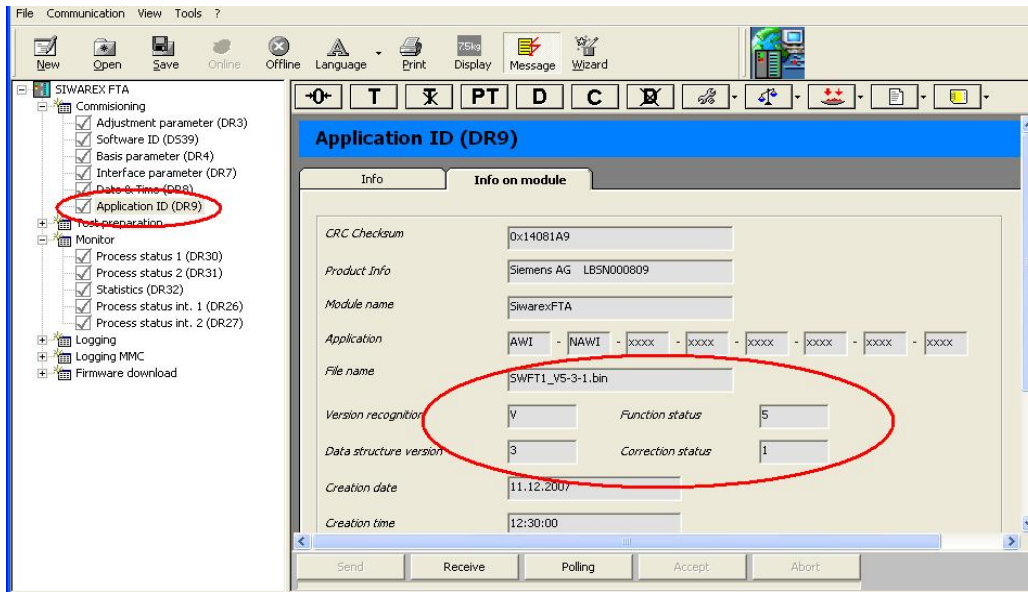 File Communication View Tools ?
New Open Save Online Offline Language Print 7.5kg Display Message Wizard
SIWAREX FTA
Commisioning
Adjustment parameter (DR3)
Software ID (DS39)
Basis parameter (DR4)
Interface parameter (DR7)
Date & Time (DR8)
Application ID (DR9)
Test preparation
Monitor
Process status 1 (DR30)
Process status 2 (DR31)
Statistics (DR32)
Process status int. 1 (DR26)
Process status int. 2 (DR27)
Logging
Logging MMC
Firmware download
→0← T T PT D C D
Application ID (DR9)
Info Info on module
CRC Checksum 0x14081A9
Product Info Siemens AG LBSN000809
Module name SiwarexFTA
Application AWI - NAWI - xxxx - xxxx - xxxx - xxxx - xxxx - xxxx
File name SWFT1_V5-3-1.bin
Version recognition V Function status 5
Data structure version 3 Correction status 1
Creation date 11.12.2007
Creation time 12:30:00
Send Receive Polling Accept Abort